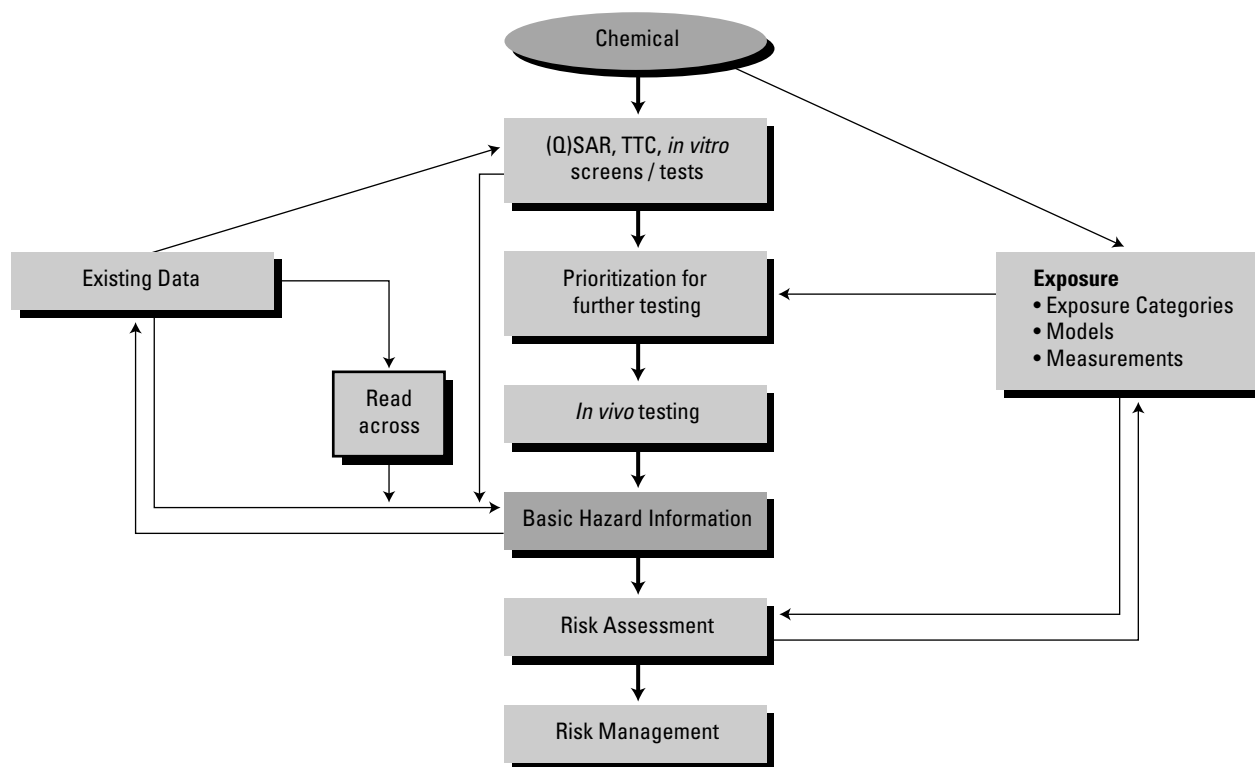 Chemical
(Q)SAR, TTC, in vitro
screens / tests
Existing Data
Prioritization for
further testing
Exposure
• Exposure Categories
• Models
• Measurements
Read
across
In vivo testing
Basic Hazard Information
Risk Assessment
Risk Management